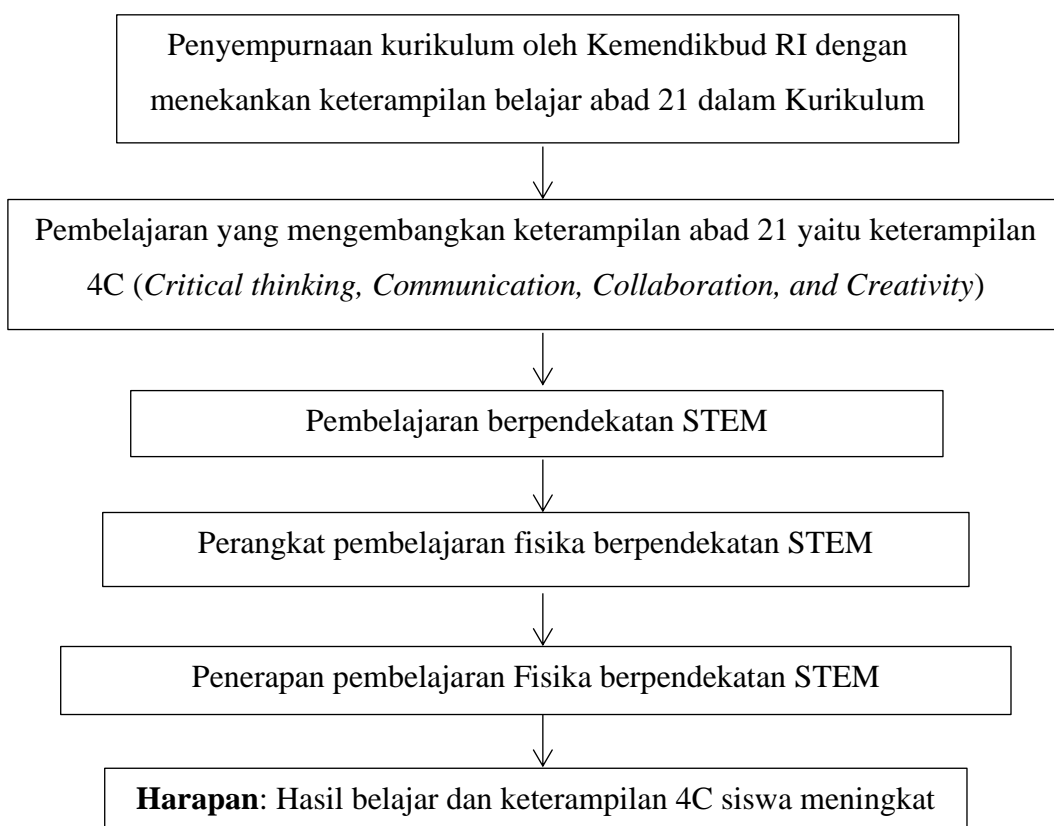 Penyempurnaan kurikulum oleh Kemendikbud RI dengan
menekankan keterampilan belajar abad 21 dalam Kurikulum
Pembelajaran yang mengembangkan keterampilan abad 21 yaitu keterampilan
4C (Critical thinking, Communication, Collaboration, and Creativity)
Pembelajaran berpendekatan STEM
Perangkat pembelajaran fisika berpendekatan STEM
Penerapan pembelajaran Fisika berpendekatan STEM
Harapan: Hasil belajar dan keterampilan 4C siswa meningkat